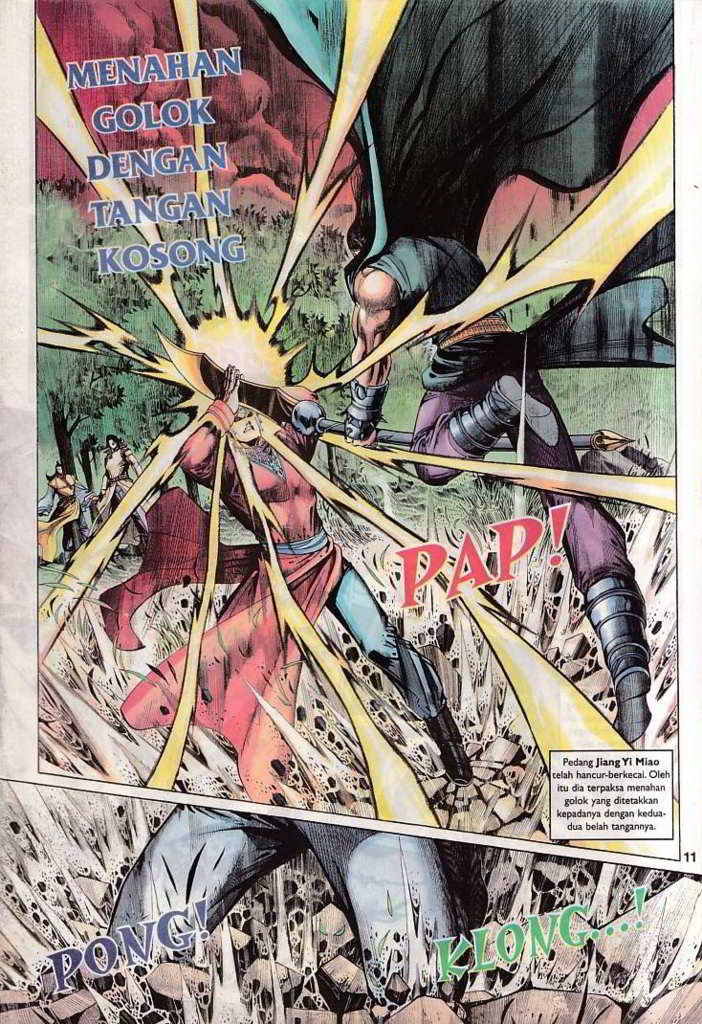 MENAHAN
GOLOK
DENGAN
TANGAN
KOSONG
PAP!
Pedang Jiang Yi Miao
telah hancur-berkecai. Oleh
itu dia terpaksa menahan
golok yang ditetakkan
kepadanya dengan kedua-
dua belah tangannya.
11
PONG!
KLONG...!